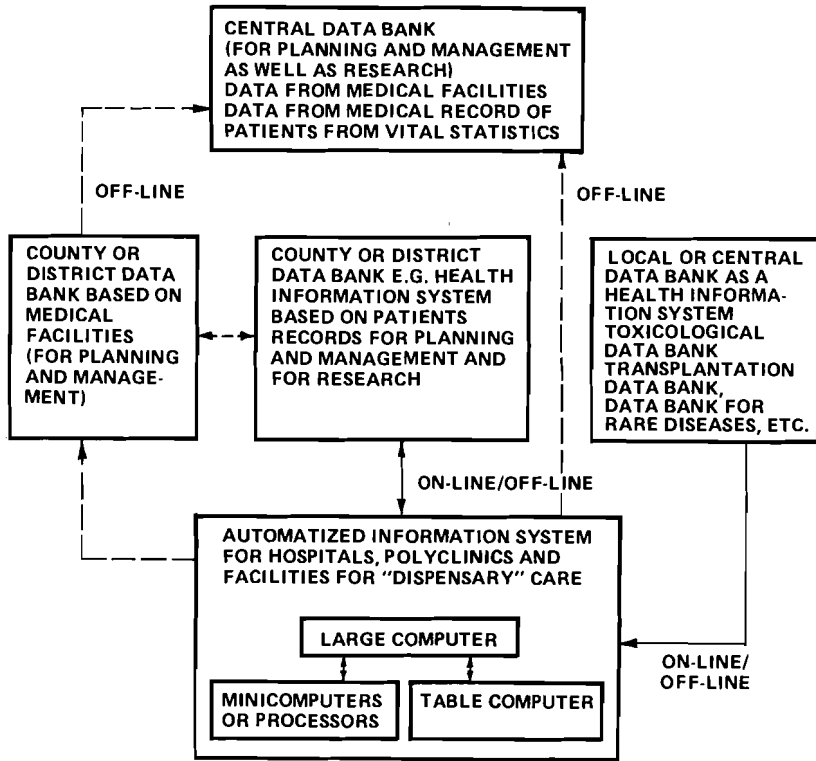 CENTRAL DATA BANK
(FOR PLANNING AND MANAGEMENT
AS WELL AS RESEARCH)
DATA FROM MEDICAL FACILITIES
DATA FROM MEDICAL RECORD OF
PATIENTS FROM VITAL STATISTICS
OFF-LINE
OFF-LINE
COUNTY OR
DISTRICT DATA
BANK BASED ON
MEDICAL
FACILITIES
(FOR PLANNING
AND MANAGE-
MENT)
COUNTY OR DISTRICT
DATA BANK E.G. HEALTH
INFORMATION SYSTEM
BASED ON PATIENTS
RECORDS FOR PLANNING
AND MANAGEMENT AND
FOR RESEARCH
LOCAL OR CENTRAL
DATA BANK AS A
HEALTH INFORMA-
TION SYSTEM
TOXICOLOGICAL
DATA BANK
TRANSPLANTATION
DATA BANK,
DATA BANK FOR
RARE DISEASES, ETC.
ON-LINE/OFF-LINE
AUTOMATIZED INFORMATION SYSTEM
FOR HOSPITALS, POLYCLINICS AND
FACILITIES FOR "DISPENSARY" CARE
LARGE COMPUTER
MINICOMPUTERS
OR PROCESSORS
TABLE COMPUTER
ON-LINE/
OFF-LINE